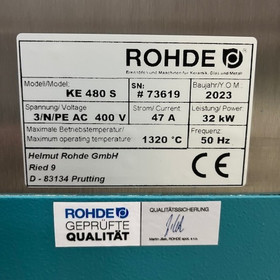 ROHDE
Brennöfen und Maschinen für Keramik, Glas und Metall
Modell/Model: KE 480 S
SN: # 73619
Baujahr/Y.O.M 2023
Spannung/ Voltage 3/N/PE AC 400 V
Strom/ Current 47 A
Leistung/ Power 32 kW
Maximale Betriebstemperatur/
Maximum operating temperature 1320 °C
Frequenz 50 Hz
Helmut Rohde GmbH
Ried 9
D - 83134 Prutting
CE
ROHDE
GEPRÜFTE
QUALITÄT
QUALITÄTSSICHERUNG